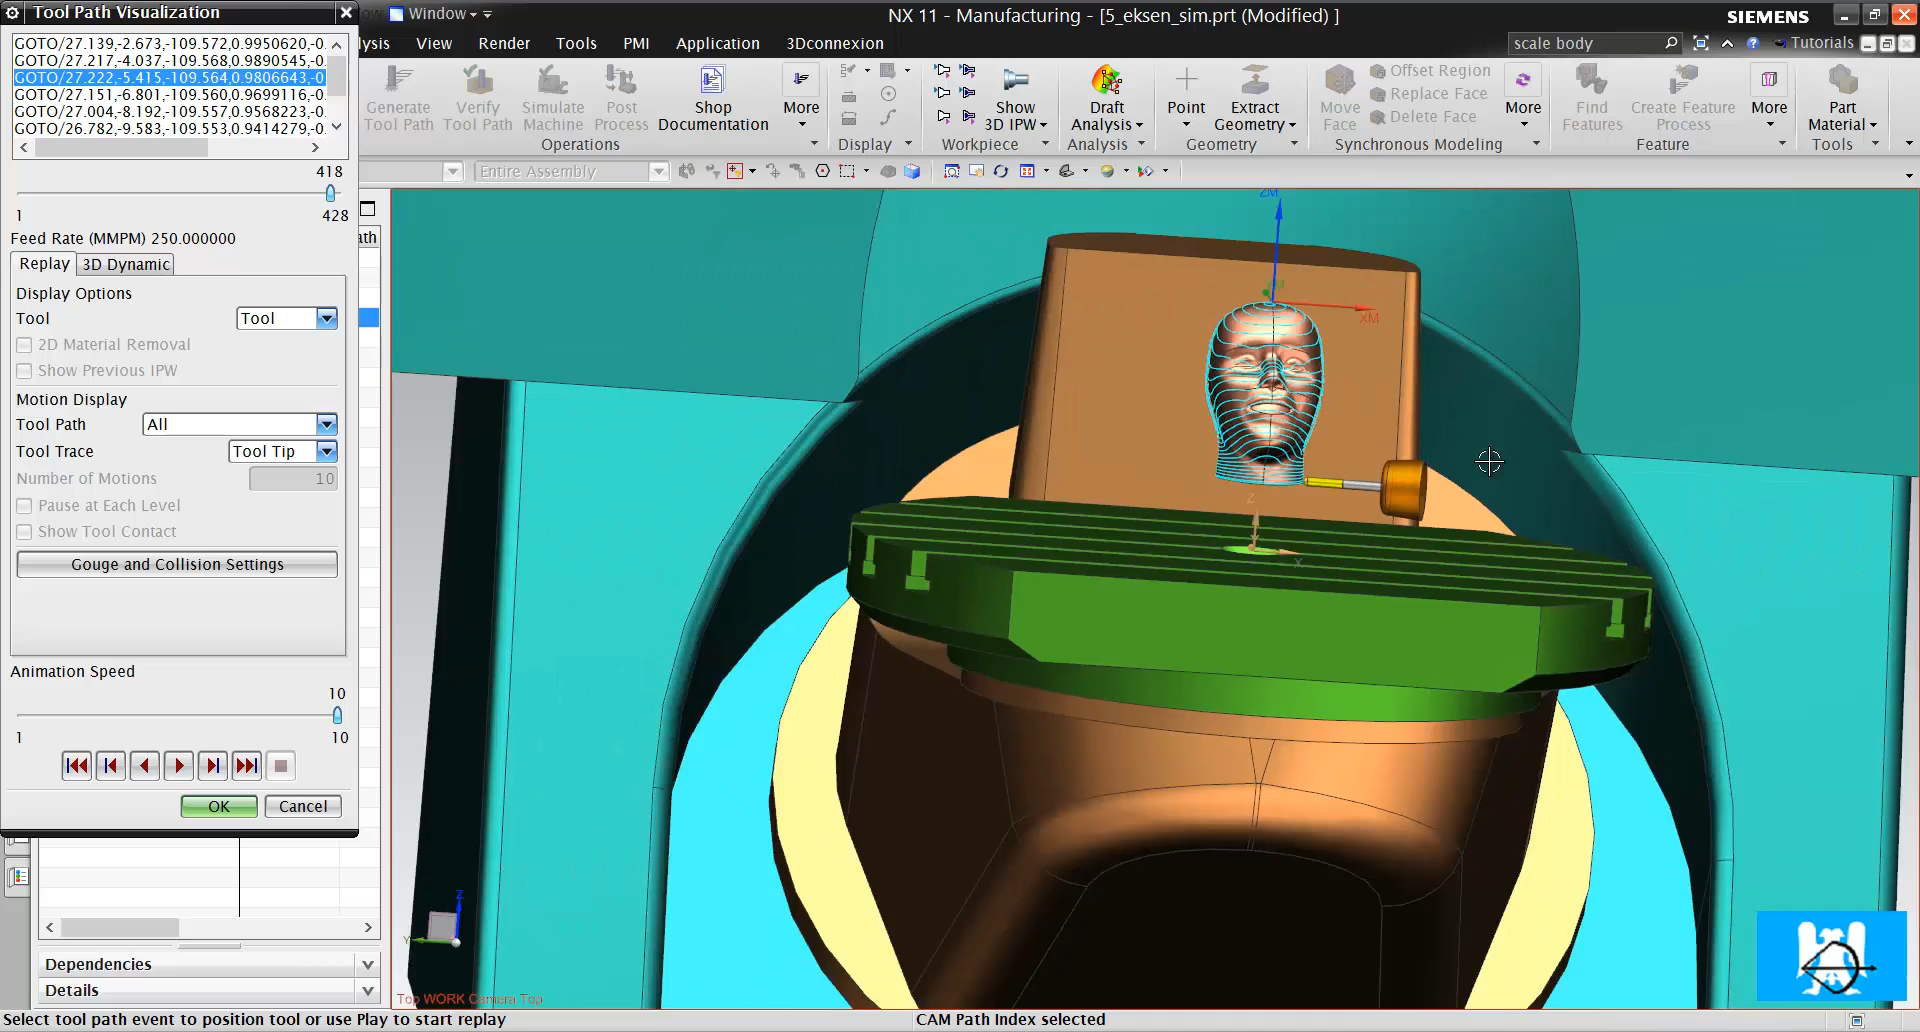 Tool Path Visualization
Window
NX 11 - Manufacturing - [5_eksen_sim.prt (Modified) ]
SIEMENS
GOTO/27.139,-2.673,-109.572,0.9950620,-0.
GOTO/27.217,-4.037,-109.568,0.9890545,-0.
GOTO/27.222,-5.415,-109.564,0.9806643,-0.
GOTO/27.151,-6.801,-109.560,0.9699116,-0.
GOTO/27.004,-8.192,-109.557,0.9568223,-0.
GOTO/26.782,-9.583,-109.553,0.9414279,-0.
lysis View Render Tools PMI Application 3Dconnexion
scale body
Tutorials
Generate Tool Path
Verify Tool Path
Simulate Machine
Post Process
Shop Documentation
More
Operations
Display
Show 3D IPW
Workpiece
Draft Analysis
Analysis
Point
Extract Geometry
Geometry
Move Face
Offset Region
Replace Face
Delete Face
More
Synchronous Modeling
Find Features
Create Feature Process
More
Feature
Part Material
Tools
Entire Assembly
418
1
428
ath
Feed Rate (MMPM) 250.000000
Replay
3D Dynamic
Display Options
Tool
Tool
2D Material Removal
Show Previous IPW
Motion Display
Tool Path
All
Tool Trace
Tool Tip
Number of Motions
10
Pause at Each Level
Show Tool Contact
Gouge and Collision Settings
Animation Speed
10
1
10
OK
Cancel
Dependencies
Details
ZM
YM
XM
Z
X
Z
Y
Top WORK Camera Top
Select tool path event to position tool or use Play to start replay
CAM Path Index selected